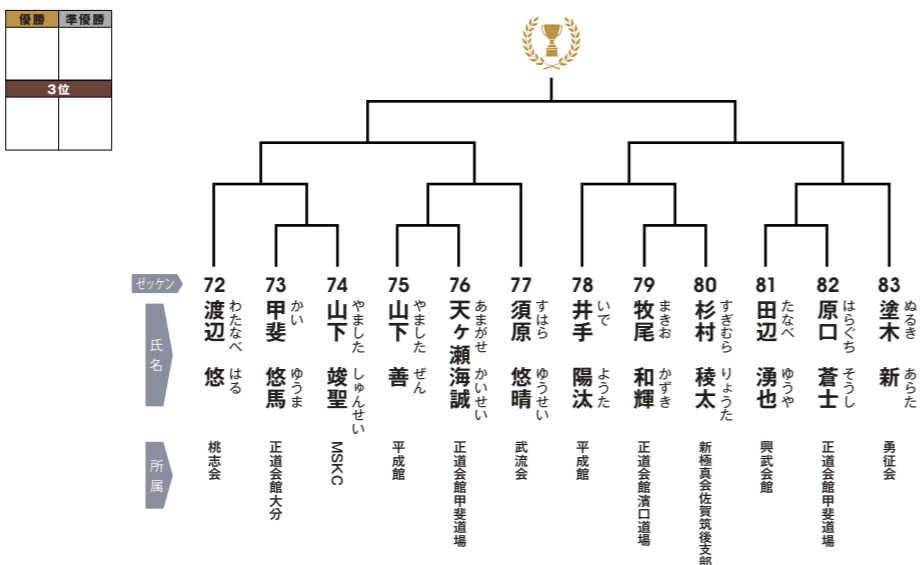 優勝 準優勝
3位
ゼッケン 72 73 74 75 76 77 78 79 80 81 82 83
氏名
渡辺 悠 わたなべ はる
甲斐 悠馬 かい ゆうま
山下 竣聖 やました しゅんせい
山下 善 やました ぜん
天ヶ瀬 海誠 あまがせ かいせい
須原 悠晴 すはら ゆうせい
井手 陽汰 いで ようた
牧尾 和輝 まきお かずき
杉村 稜太 すぎむら りょうた
田辺 湧也 たなべ ゆうや
原口 蒼士 はらぐち そうし
塗木 新 ぬるき あらた
所属
桃志会
正道会館大分
MSKC
平成館
正道会館甲斐道場
武流会
平成館
正道会館濱口道場
新極真会佐賀筑後支部
興武会館
正道会館甲斐道場
勇征会